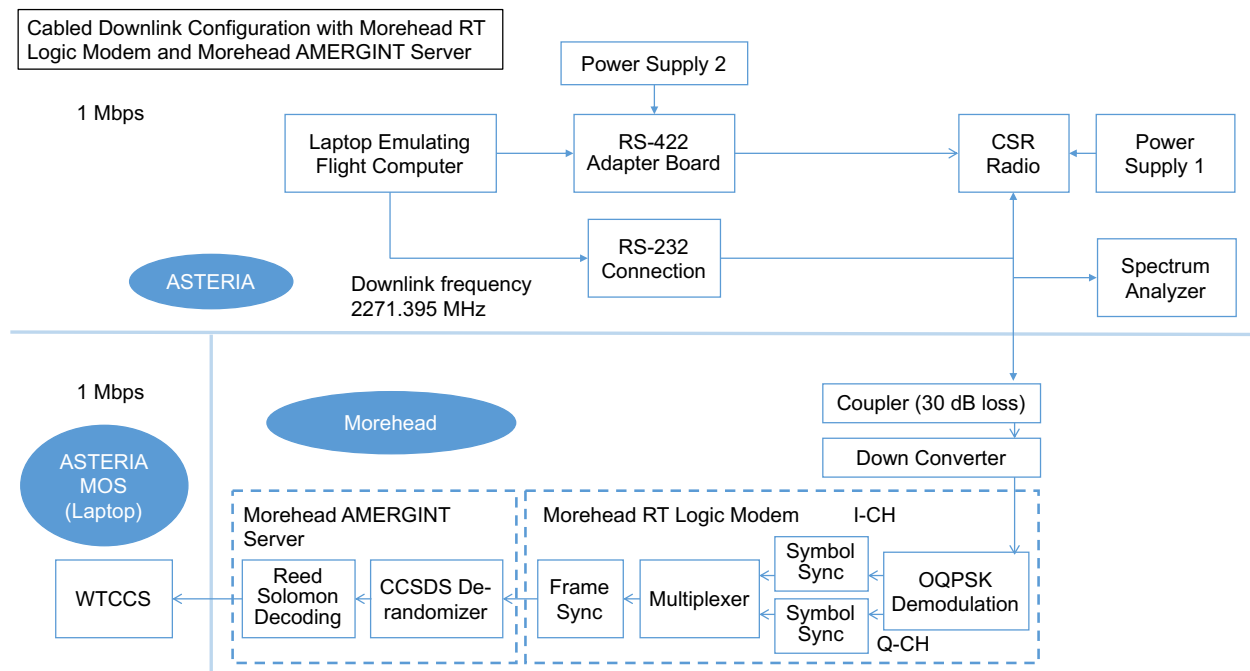 Cabled Downlink Configuration with Morehead RT
Logic Modem and Morehead AMERGINT Server
Power Supply 2
1 Mbps
Laptop Emulating
Flight Computer
RS-422
Adapter Board
CSR
Radio
Power
Supply 1
RS-232
Connection
ASTERIA
Downlink frequency
2271.395 MHz
Spectrum
Analyzer
1 Mbps
Morehead
Coupler (30 dB loss)
Down Converter
ASTERIA
MOS
(Laptop)
Morehead AMERGINT
Server
Morehead RT Logic Modem
I-CH
WTCCS
Reed
Solomon
Decoding
CCSDS De-
randomizer
Frame
Sync
Multiplexer
Symbol
Sync
Symbol
Sync
OQPSK
Demodulation
Q-CH